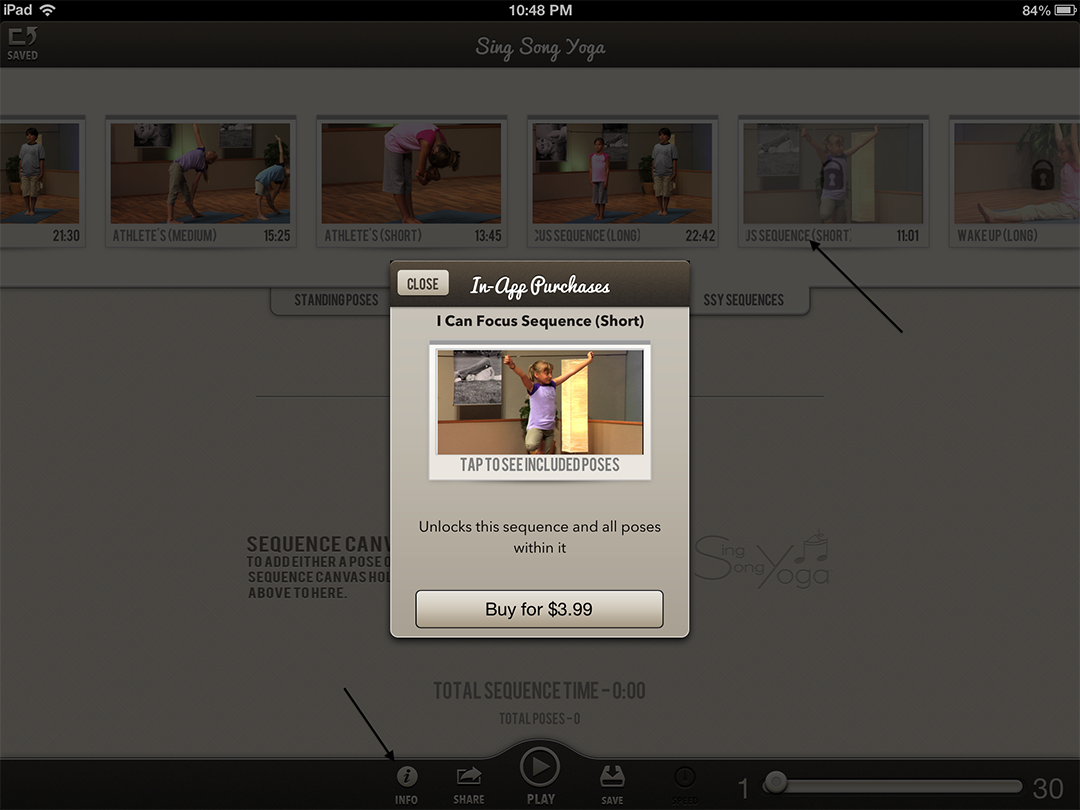 iPad
10:48 PM
84%
SAVED
Sing Song Yoga
21:30
ATHLETE'S (MEDIUM) 15:25
ATHLETE'S (SHORT) 13:45
CUS SEQUENCE (LONG) 22:42
US SEQUENCE (SHORT) 11:01
WAKE UP (LONG)
STANDING POSES
SSY SEQUENCES
CLOSE
In-App Purchases
I Can Focus Sequence (Short)
TAP TO SEE INCLUDED POSES
Unlocks this sequence and all poses
within it
Buy for $3.99
SEQUENCE CANV
TO ADD EITHER A POSE O
SEQUENCE CANVAS HOL
ABOVE TO HERE.
Sing
Song
Yoga
TOTAL SEQUENCE TIME - 0:00
TOTAL POSES - 0
INFO
SHARE
PLAY
SAVE
SPEED
1
30